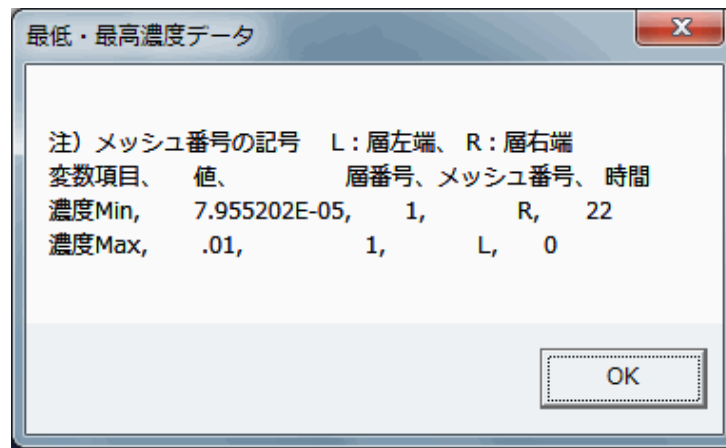 最低・最高濃度データ
注）メッシュ番号の記号　L：層左端、 R：層右端
変数項目、　値、　層番号、メッシュ番号、 時間
濃度Min,　7.955202E-05,　1,　R,　22
濃度Max,　.01,　1,　L,　0
OK